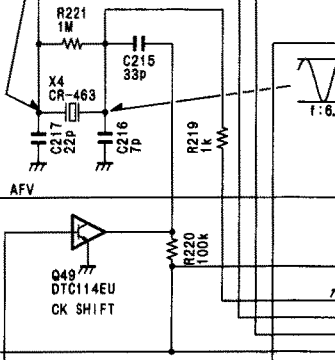 R221
1M
C215
33p
X4
CR-463
C217
22p
C216
7p
R219
1k
f:6.
AFV
R220
100k
Q49
DTC114EU
CK SHIFT